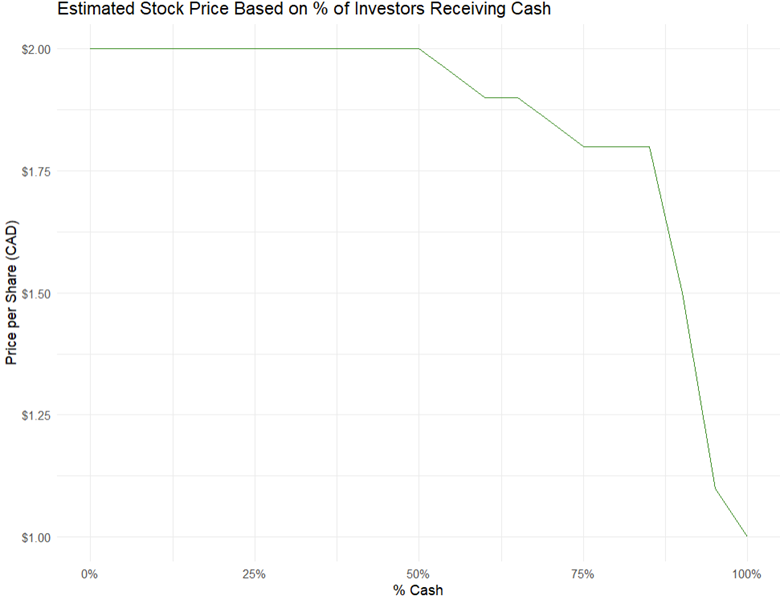 Estimated Stock Price Based on % of Investors Receiving Cash
$2.00
$1.75
$1.50
$1.25
$1.00
Price per Share (CAD)
0% 25% 50% 75% 100%
% Cash